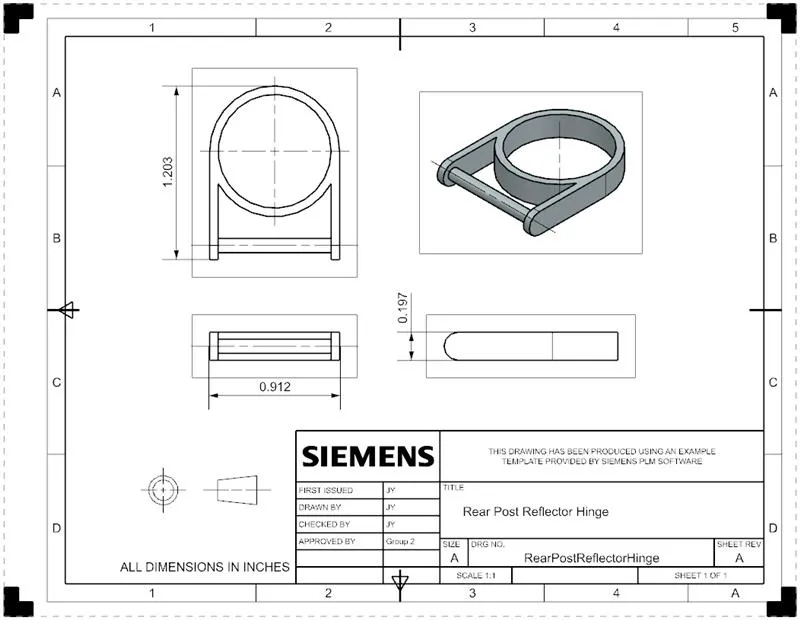 1 2 3 4 5
A A
1.203
B B
0.197
C C
0.912
SIEMENS
THIS DRAWING HAS BEEN PRODUCED USING AN EXAMPLE
TEMPLATE PROVIDED BY SIEMENS PLM SOFTWARE
FIRST ISSUED JY
TITLE
DRAWN BY JY
Rear Post Reflector Hinge
CHECKED BY JY
D D
APPROVED BY Group 2
SIZE DRG NO. SHEET REV
A RearPostReflectorHinge A
ALL DIMENSIONS IN INCHES
SCALE 1:1 SHEET 1 OF 1
1 2 3 4 A